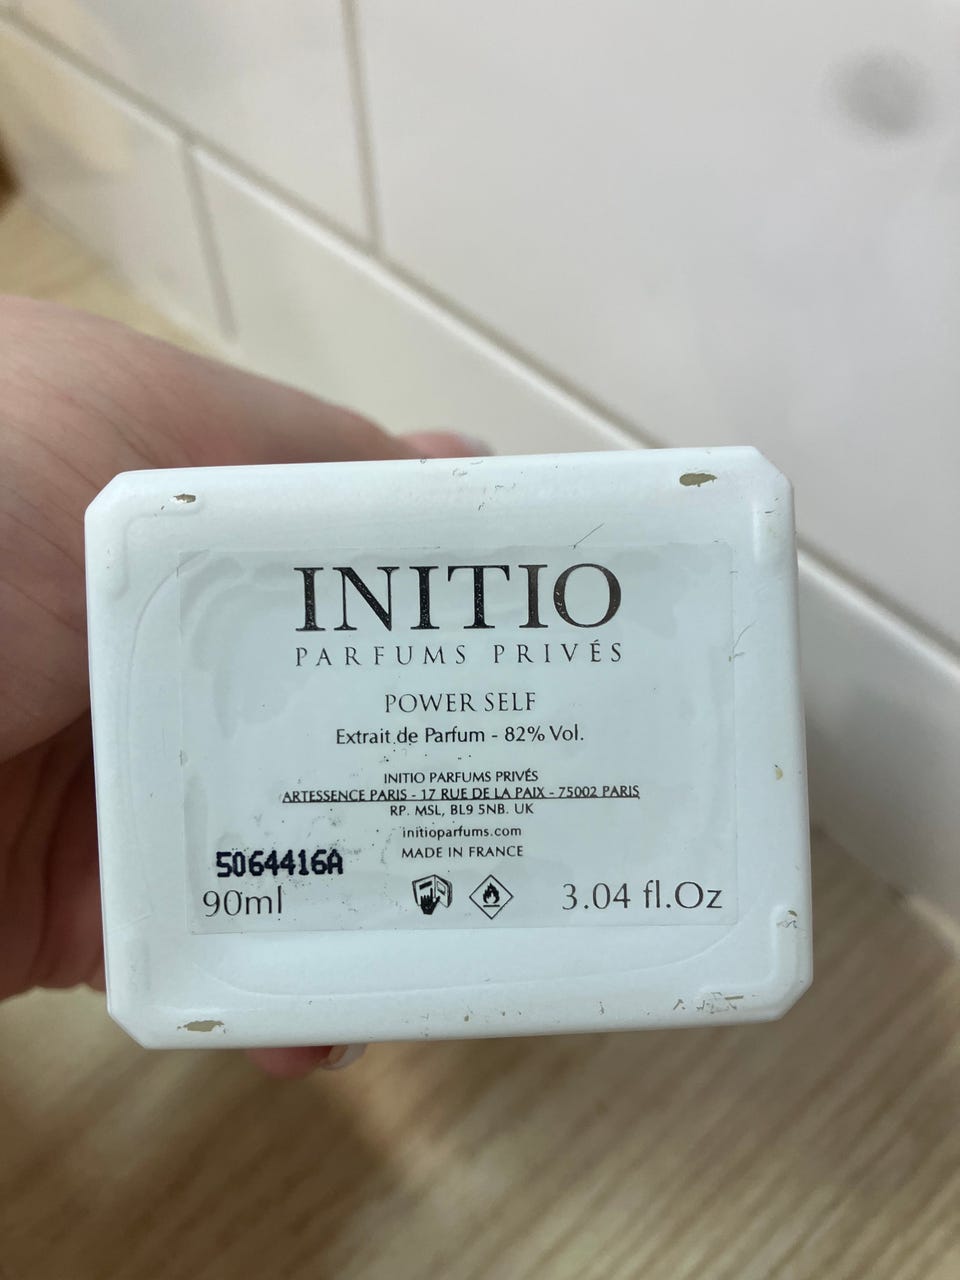 INITIO
PARFUMS PRIVÉS
POWER SELF
Extrait de Parfum - 82% Vol.
INITIO PARFUMS PRIVÉS
ARTESSENCE PARIS - 17 RUE DE LA PAIX - 75002 PARIS
RP. MSL, BL9 5NB. UK
initioparfums.com
MADE IN FRANCE
5064416A
90ml 3.04 fl.Oz